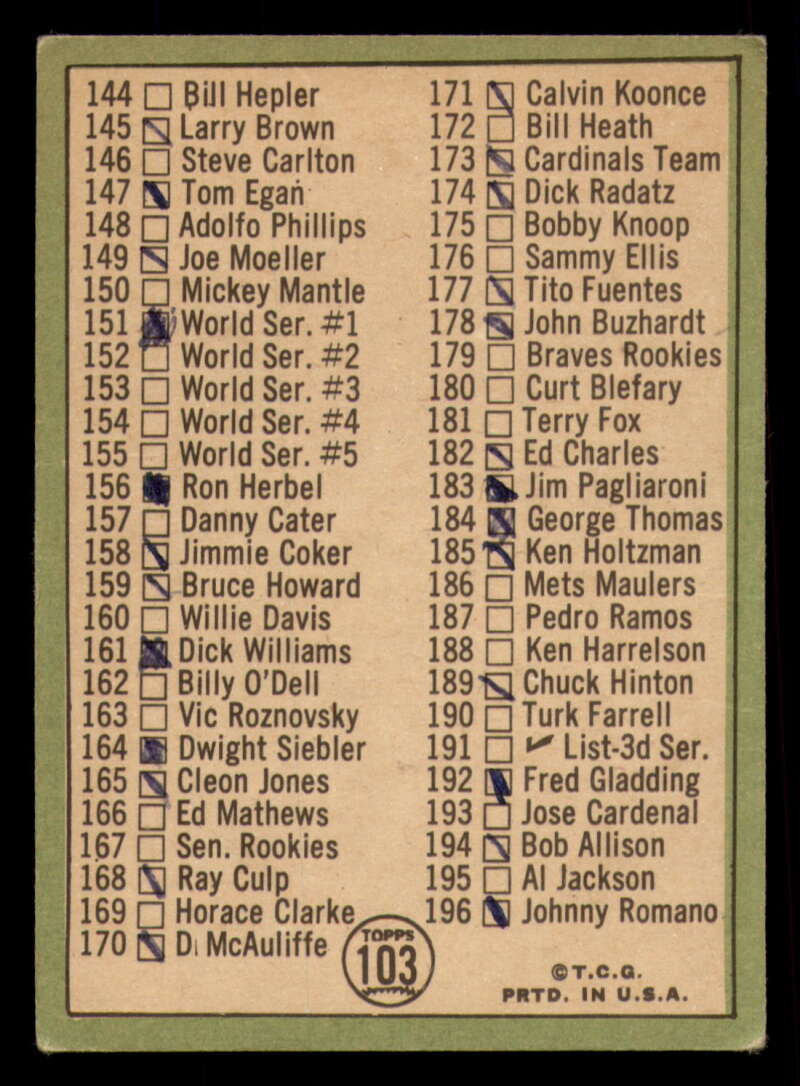 144 Bill Hepler
145 Larry Brown
146 Steve Carlton
147 Tom Egan
148 Adolfo Phillips
149 Joe Moeller
150 Mickey Mantle
151 World Ser. #1
152 World Ser. #2
153 World Ser. #3
154 World Ser. #4
155 World Ser. #5
156 Ron Herbel
157 Danny Cater
158 Jimmie Coker
159 Bruce Howard
160 Willie Davis
161 Dick Williams
162 Billy O'Dell
163 Vic Roznovsky
164 Dwight Siebler
165 Cleon Jones
166 Ed Mathews
167 Sen. Rookies
168 Ray Culp
169 Horace Clarke
170 D. McAuliffe
171 Calvin Koonce
172 Bill Heath
173 Cardinals Team
174 Dick Radatz
175 Bobby Knoop
176 Sammy Ellis
177 Tito Fuentes
178 John Buzhardt
179 Braves Rookies
180 Curt Blefary
181 Terry Fox
182 Ed Charles
183 Jim Pagliaroni
184 George Thomas
185 Ken Holtzman
186 Mets Maulers
187 Pedro Ramos
188 Ken Harrelson
189 Chuck Hinton
190 Turk Farrell
191 ✔ List-3d Ser.
192 Fred Gladding
193 Jose Cardenal
194 Bob Allison
195 Al Jackson
196 Johnny Romano
TOPPS
103
©T.C.G.
PRTD. IN U.S.A.